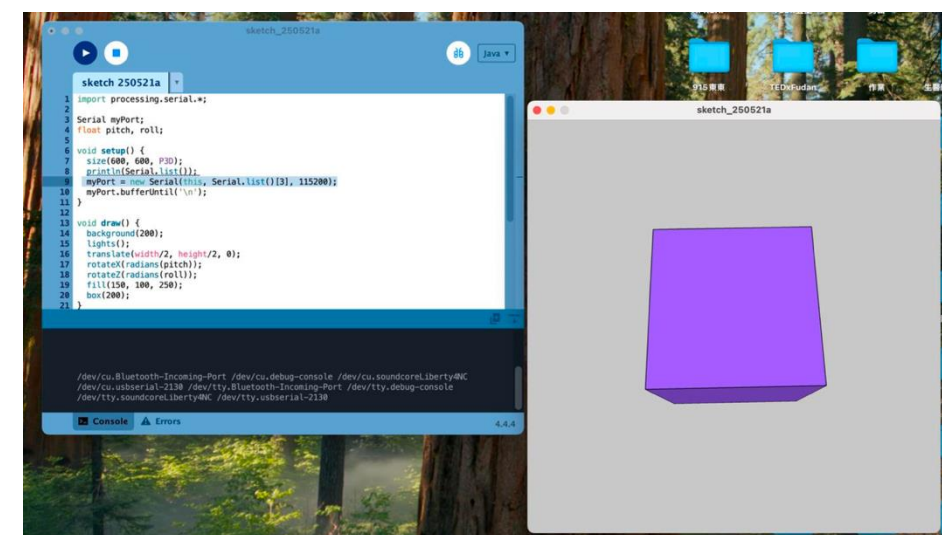 sketch_250521a
Java ▼
sketch 250521a
1 import processing.serial.*;
2
3 Serial myPort;
4 float pitch, roll;
5
6 void setup() {
7   size(600, 600, P3D);
8   println(Serial.list());
9   myPort = new Serial(this, Serial.list()[3], 115200);
10   myPort.bufferUntil('\n');
11 }
12
13 void draw() {
14   background(200);
15   lights();
16   translate(width/2, height/2, 0);
17   rotateX(radians(pitch));
18   rotateZ(radians(roll));
19   fill(150, 100, 250);
20   box(200);
21 }
/dev/cu.Bluetooth-Incoming-Port /dev/cu.debug-console /dev/cu.soundcoreLiberty4NC
/dev/cu.usbserial-2130 /dev/tty.Bluetooth-Incoming-Port /dev/tty.debug-console
/dev/tty.soundcoreLiberty4NC /dev/tty.usbserial-2130
Console
Errors
4.4.4
TEDxFudan
sketch_250521a